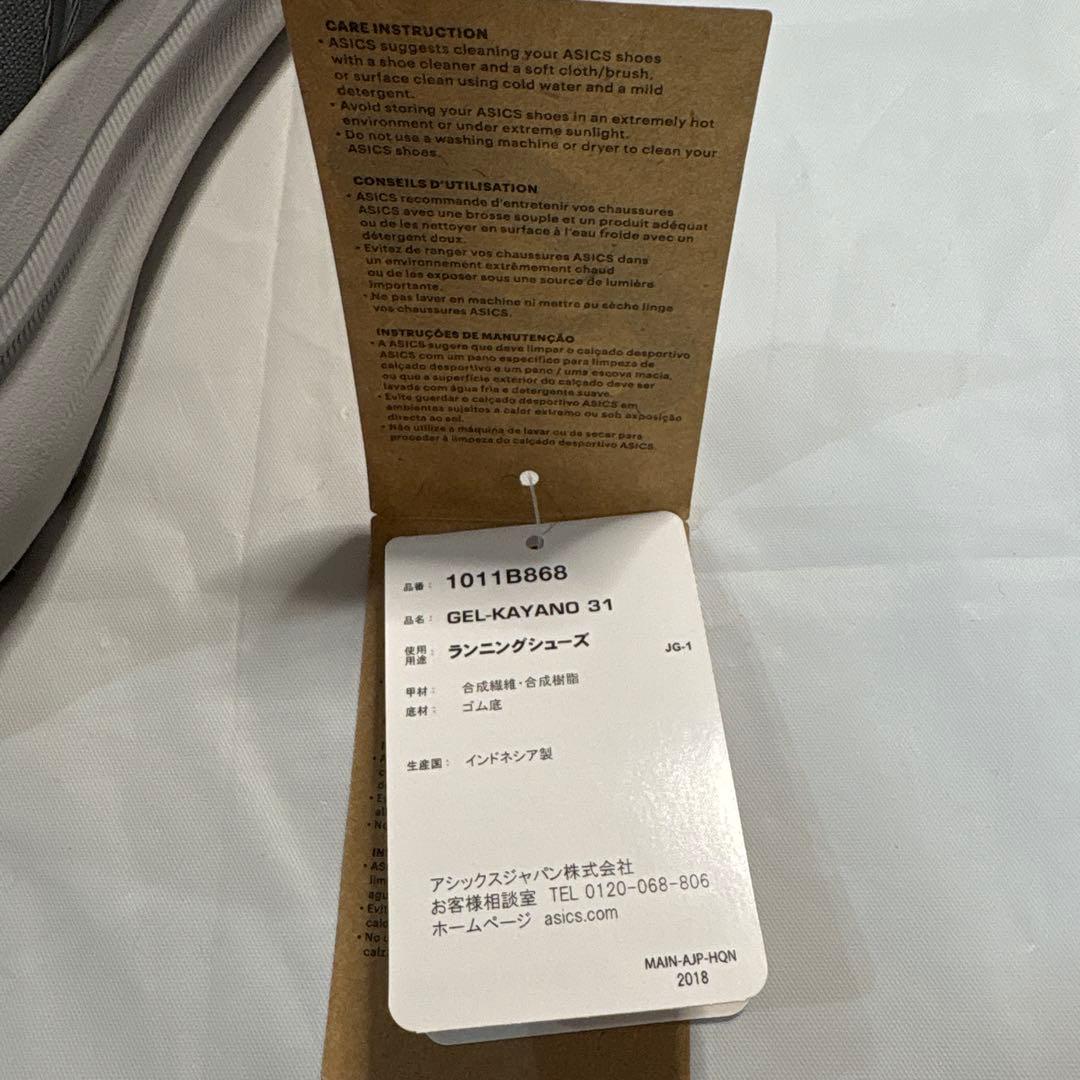 CARE INSTRUCTION
• ASICS suggests cleaning your ASICS shoes
with a shoe cleaner and a soft cloth/brush,
or surface clean using cold water and a mild
detergent.
• Avoid storing your ASICS shoes in an extremely hot
environment or under extreme sunlight.
• Do not use a washing machine or dryer to clean your
ASICS shoes.
CONSEILS D'UTILISATION
• ASICS recommande d'entretenir vos chaussures
ASICS avec une brosse souple et un produit adéquat
ou de les nettoyer en surface à l'eau froide avec un
détergent doux.
• Evitez de ranger vos chaussures ASICS dans
un environnement extrêmement chaud
ou de les exposer sous une source de lumière
importante.
• Ne pas laver en machine ni mettre au sèche linge
vos chaussures ASICS.
INSTRUÇÕES DE MANUTENÇÃO
• A ASICS sugere que deve limpar o calçado desportivo
ASICS com um pano específico para limpeza de
calçado desportivo e um pano / uma escova macia,
ou que a superfície exterior do calçado deve ser
lavada com água fria e detergente suave.
• Evite guardar o calçado desportivo ASICS em
ambientes sujeitos a calor extremo ou sob exposição
directa ao sol.
• Não utilize a máquina de lavar ou de secar para
proceder à limpeza do calçado desportivo ASICS.
品番： 1011B868
品名： GEL-KAYANO 31
使用用途： ランニングシューズ JG-1
甲材： 合成繊維・合成樹脂
底材： ゴム底
生産国： インドネシア製
アシックスジャパン株式会社
お客様相談室 TEL 0120-068-806
ホームページ asics.com
MAIN-AJP-HQN
2018